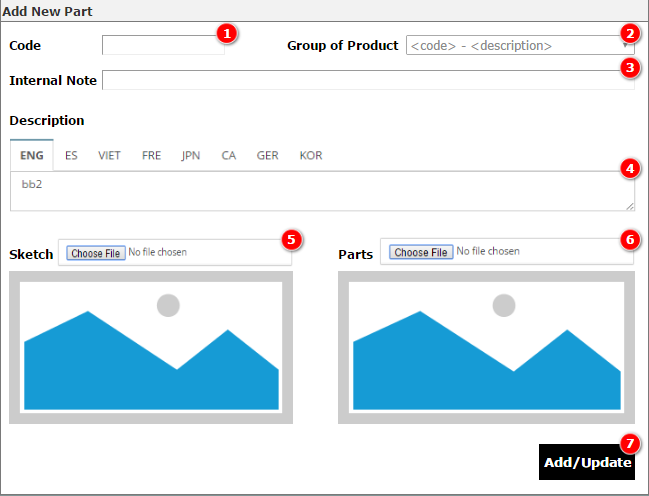 Add New Part
Code 1 Group of Product <code> - <description> 2
Internal Note 3
Description
ENG ES VIET FRE JPN CA GER KOR
bb2 4
Sketch Choose File No file chosen 5 Parts Choose File No file chosen 6
Add/Update 7